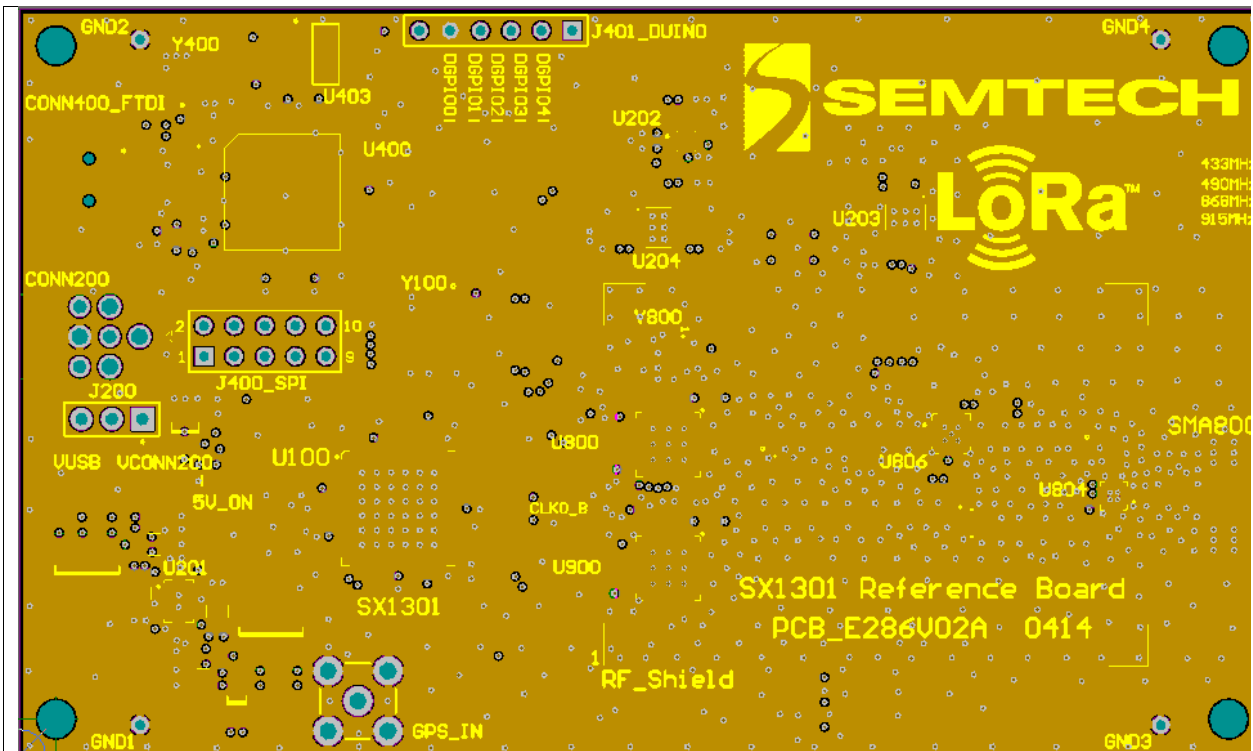 GND2
Y400
J401_DUINO
GND4
DGPIO0
DGPIO1
DGPIO2
DGPIO3
DGPIO4
U403
CONN400_FTDI
SEMTECH
U202
U400
433MHz
490MHz
868MHz
915MHz
LoRa™
U203
U204
CONN200
Y100
Y800
2
10
1
9
J400_SPI
J200
SMA800
VUSB VCONN200
U100
U800
U806
U804
5V_ON
CLKO_B
U201
U900
SX1301
SX1301 Reference Board
PCB_E286V02A 0414
1
RF_Shield
GPS_IN
GND1
GND3